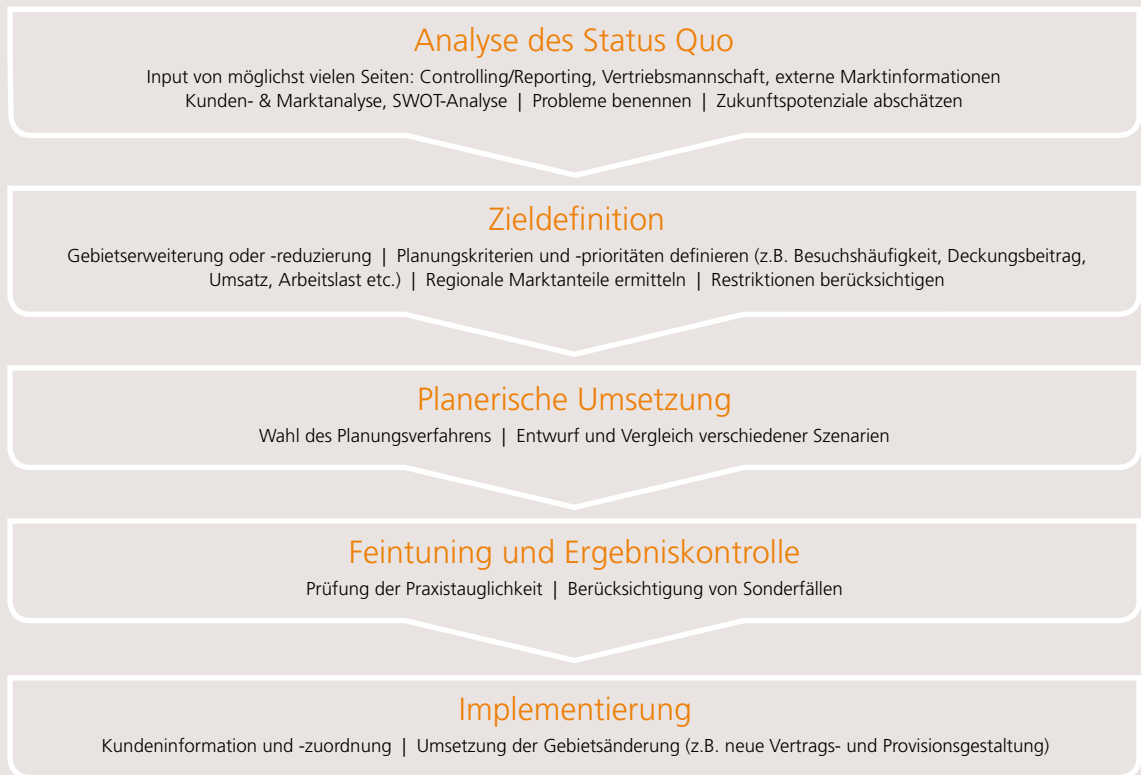 Analyse des Status Quo
Input von möglichst vielen Seiten: Controlling/Reporting, Vertriebsmannschaft, externe Marktinformationen
Kunden- & Marktanalyse, SWOT-Analyse | Probleme benennen | Zukunftspotenziale abschätzen
Zieldefinition
Gebietserweiterung oder -reduzierung | Planungskriterien und -prioritäten definieren (z.B. Besuchshäufigkeit, Deckungsbeitrag,
Umsatz, Arbeitslast etc.) | Regionale Marktanteile ermitteln | Restriktionen berücksichtigen
Planerische Umsetzung
Wahl des Planungsverfahrens | Entwurf und Vergleich verschiedener Szenarien
Feintuning und Ergebniskontrolle
Prüfung der Praxistauglichkeit | Berücksichtigung von Sonderfällen
Implementierung
Kundeninformation und -zuordnung | Umsetzung der Gebietsänderung (z.B. neue Vertrags- und Provisionsgestaltung)